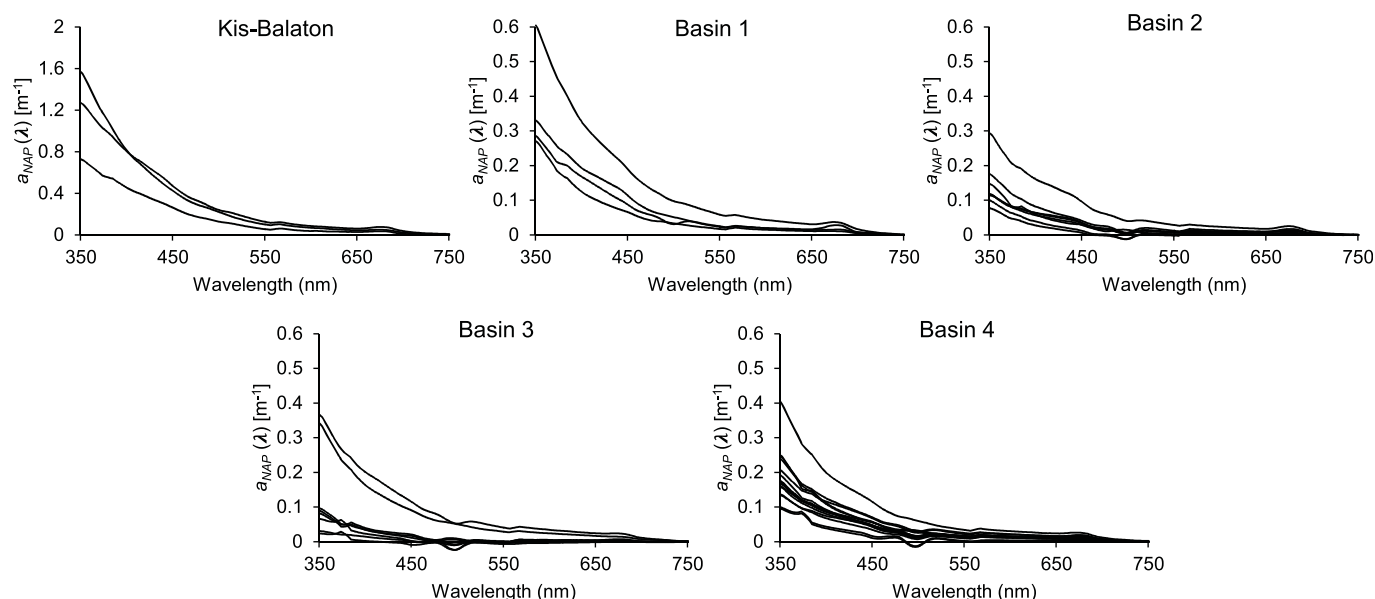 Kis-Balaton
2
1.6
1.2
0.8
0.4
0
aNAP (λ) [m-1]
350 450 550 650 750
Wavelength (nm)
Basin 1
0.6
0.5
0.4
0.3
0.2
0.1
0
aNAP (λ) [m-1]
350 450 550 650 750
Wavelength (nm)
Basin 2
0.6
0.5
0.4
0.3
0.2
0.1
0
aNAP (λ) [m-1]
350 450 550 650 750
Wavelength (nm)
Basin 3
0.6
0.5
0.4
0.3
0.2
0.1
0
aNAP (λ) [m-1]
350 450 550 650 750
Wavelength (nm)
Basin 4
0.6
0.5
0.4
0.3
0.2
0.1
0
aNAP (λ) [m-1]
350 450 550 650 750
Wavelength (nm)